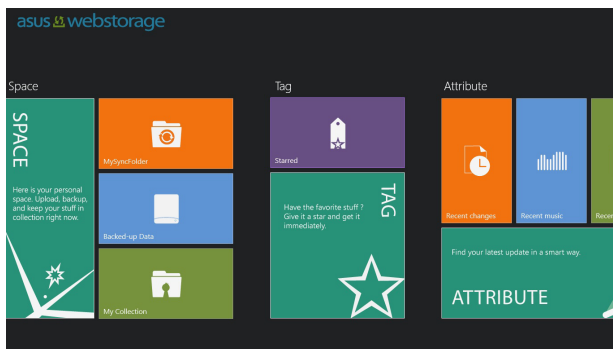 asus webstorage
Space
SPACE
Here is your personal
space. Upload, backup,
and keep your stuff in
collection right now.
MySyncFolder
Backed-up Data
My Collection
Tag
Starred
Have the favorite stuff ?
Give it a star and get it
immediately.
TAG
Attribute
Recent changes
Recent music
Recen
Find your latest update in a smart way.
ATTRIBUTE